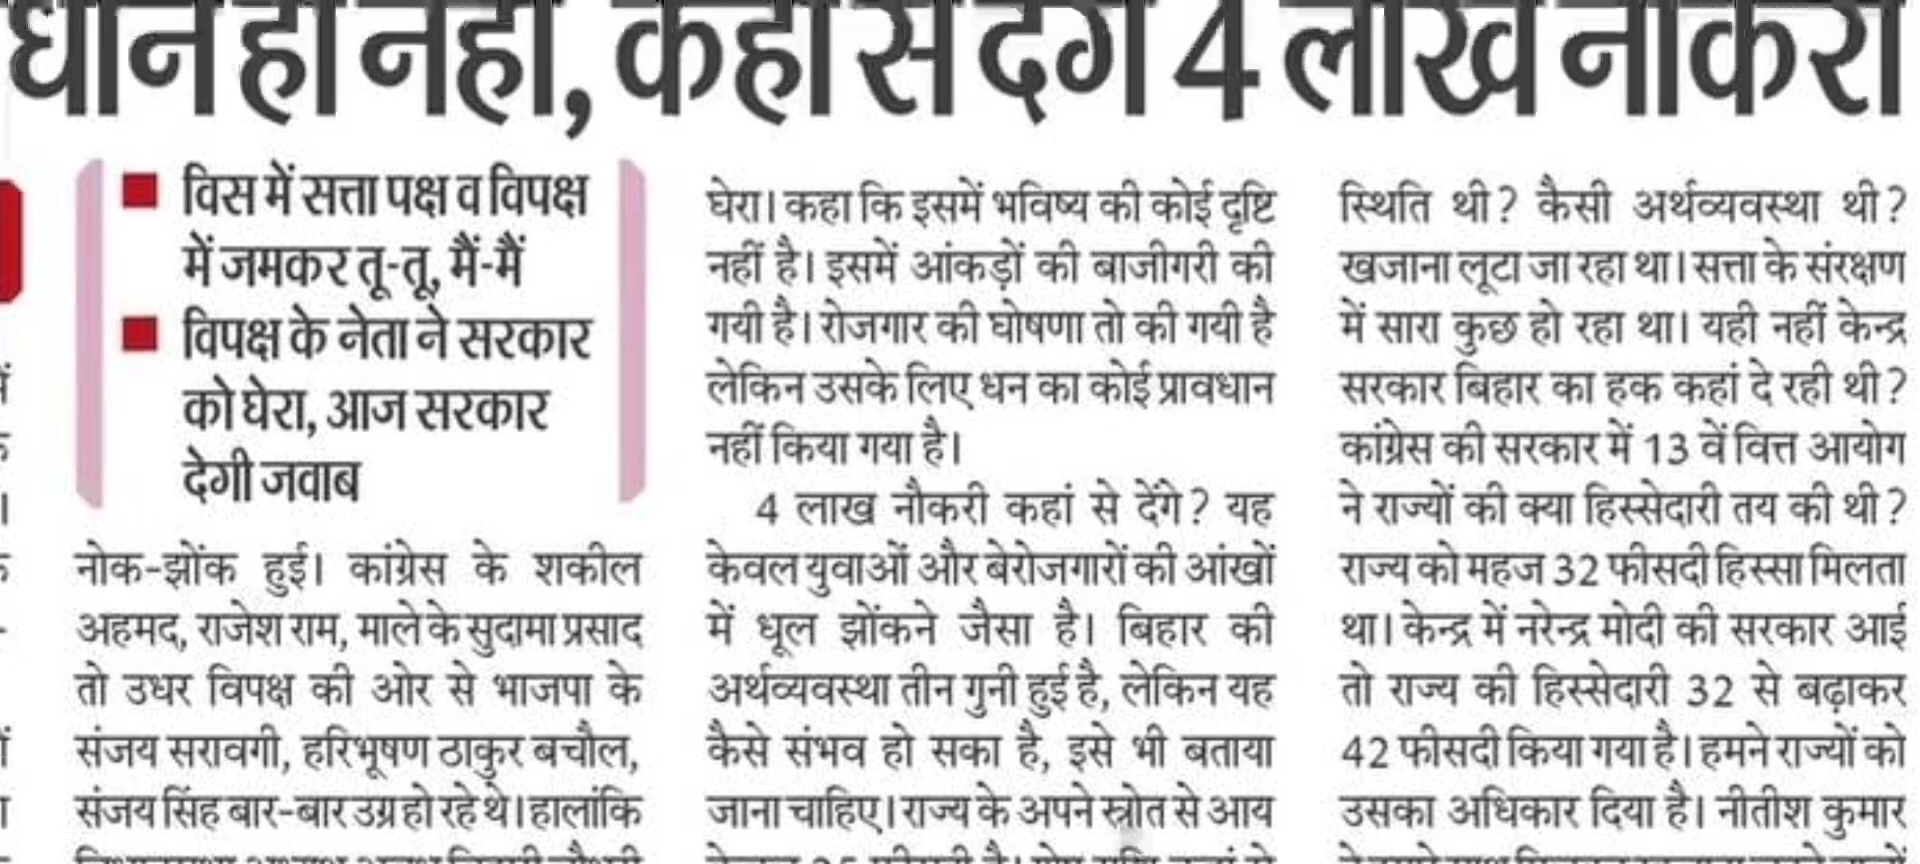 धान ही नहीं, कहां से देंगे 4 लाख नौकरी
■ विस में सत्ता पक्ष व विपक्ष
में जमकर तू-तू, मैं-मैं
■ विपक्ष के नेता ने सरकार
को घेरा, आज सरकार
देगी जवाब
नोक-झोंक हुई। कांग्रेस के शकील
अहमद, राजेश राम, माले के सुदामा प्रसाद
तो उधर विपक्ष की ओर से भाजपा के
संजय सरावगी, हरिभूषण ठाकुर बचौल,
संजय सिंह बार-बार उग्र हो रहे थे। हालांकि
घेरा। कहा कि इसमें भविष्य की कोई दृष्टि
नहीं है। इसमें आंकड़ों की बाजीगरी की
गयी है। रोजगार की घोषणा तो की गयी है
लेकिन उसके लिए धन का कोई प्रावधान
नहीं किया गया है।
4 लाख नौकरी कहां से देंगे? यह
केवल युवाओं और बेरोजगारों की आंखों
में धूल झोंकने जैसा है। बिहार की
अर्थव्यवस्था तीन गुनी हुई है, लेकिन यह
कैसे संभव हो सका है, इसे भी बताया
जाना चाहिए। राज्य के अपने स्रोत से आय
स्थिति थी? कैसी अर्थव्यवस्था थी?
खजाना लूटा जा रहा था। सत्ता के संरक्षण
में सारा कुछ हो रहा था। यही नहीं केन्द्र
सरकार बिहार का हक कहां दे रही थी?
कांग्रेस की सरकार में 13 वें वित्त आयोग
ने राज्यों की क्या हिस्सेदारी तय की थी?
राज्य को महज 32 फीसदी हिस्सा मिलता
था। केन्द्र में नरेन्द्र मोदी की सरकार आई
तो राज्य की हिस्सेदारी 32 से बढ़ाकर
42 फीसदी किया गया है। हमने राज्यों को
उसका अधिकार दिया है। नीतीश कुमार